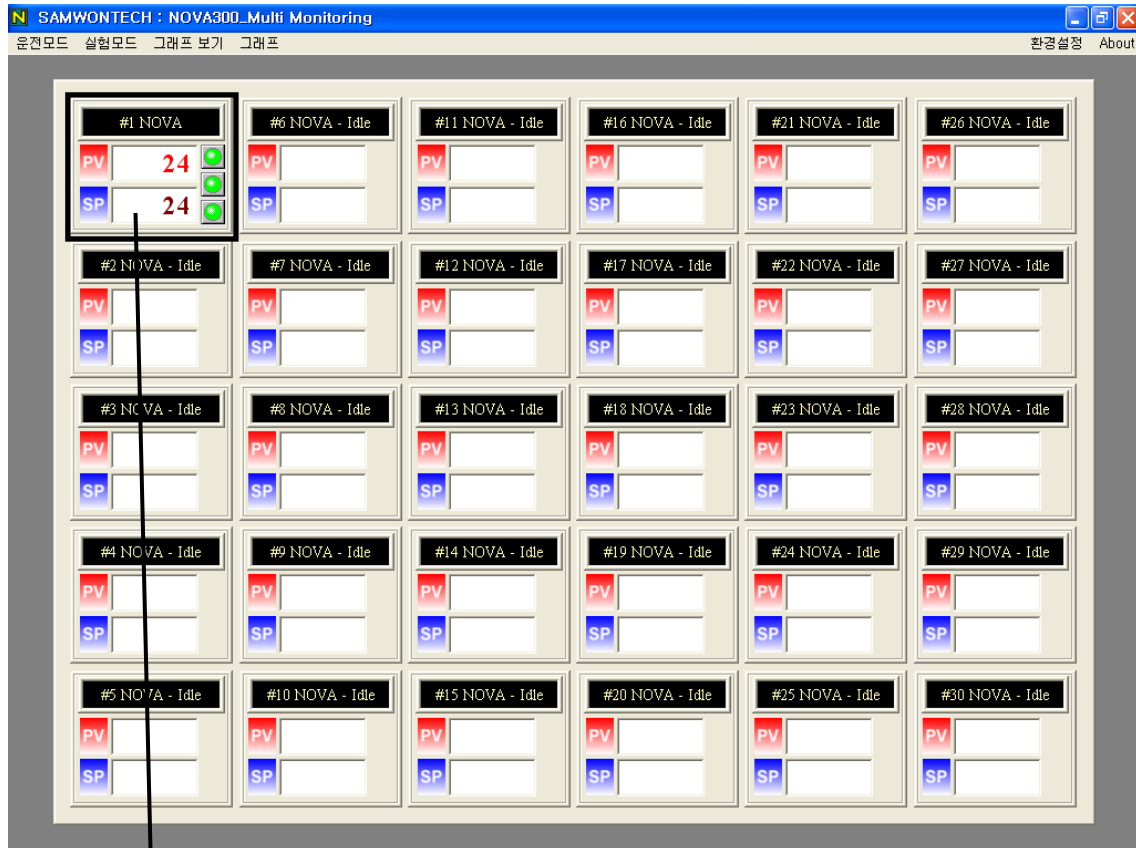 N SAMWONTECH : NOVA300_Multi Monitoring
운전모드 실험모드 그래프 보기 그래프 환경설정 About
#1 NOVA #6 NOVA - Idle #11 NOVA - Idle #16 NOVA - Idle #21 NOVA - Idle #26 NOVA - Idle
PV 24 PV PV PV PV PV
SP 24 SP SP SP SP SP
#2 NOVA - Idle #7 NOVA - Idle #12 NOVA - Idle #17 NOVA - Idle #22 NOVA - Idle #27 NOVA - Idle
PV PV PV PV PV PV
SP SP SP SP SP SP
#3 NOVA - Idle #8 NOVA - Idle #13 NOVA - Idle #18 NOVA - Idle #23 NOVA - Idle #28 NOVA - Idle
PV PV PV PV PV PV
SP SP SP SP SP SP
#4 NOVA - Idle #9 NOVA - Idle #14 NOVA - Idle #19 NOVA - Idle #24 NOVA - Idle #29 NOVA - Idle
PV PV PV PV PV PV
SP SP SP SP SP SP
#5 NOVA - Idle #10 NOVA - Idle #15 NOVA - Idle #20 NOVA - Idle #25 NOVA - Idle #30 NOVA - Idle
PV PV PV PV PV PV
SP SP SP SP SP SP